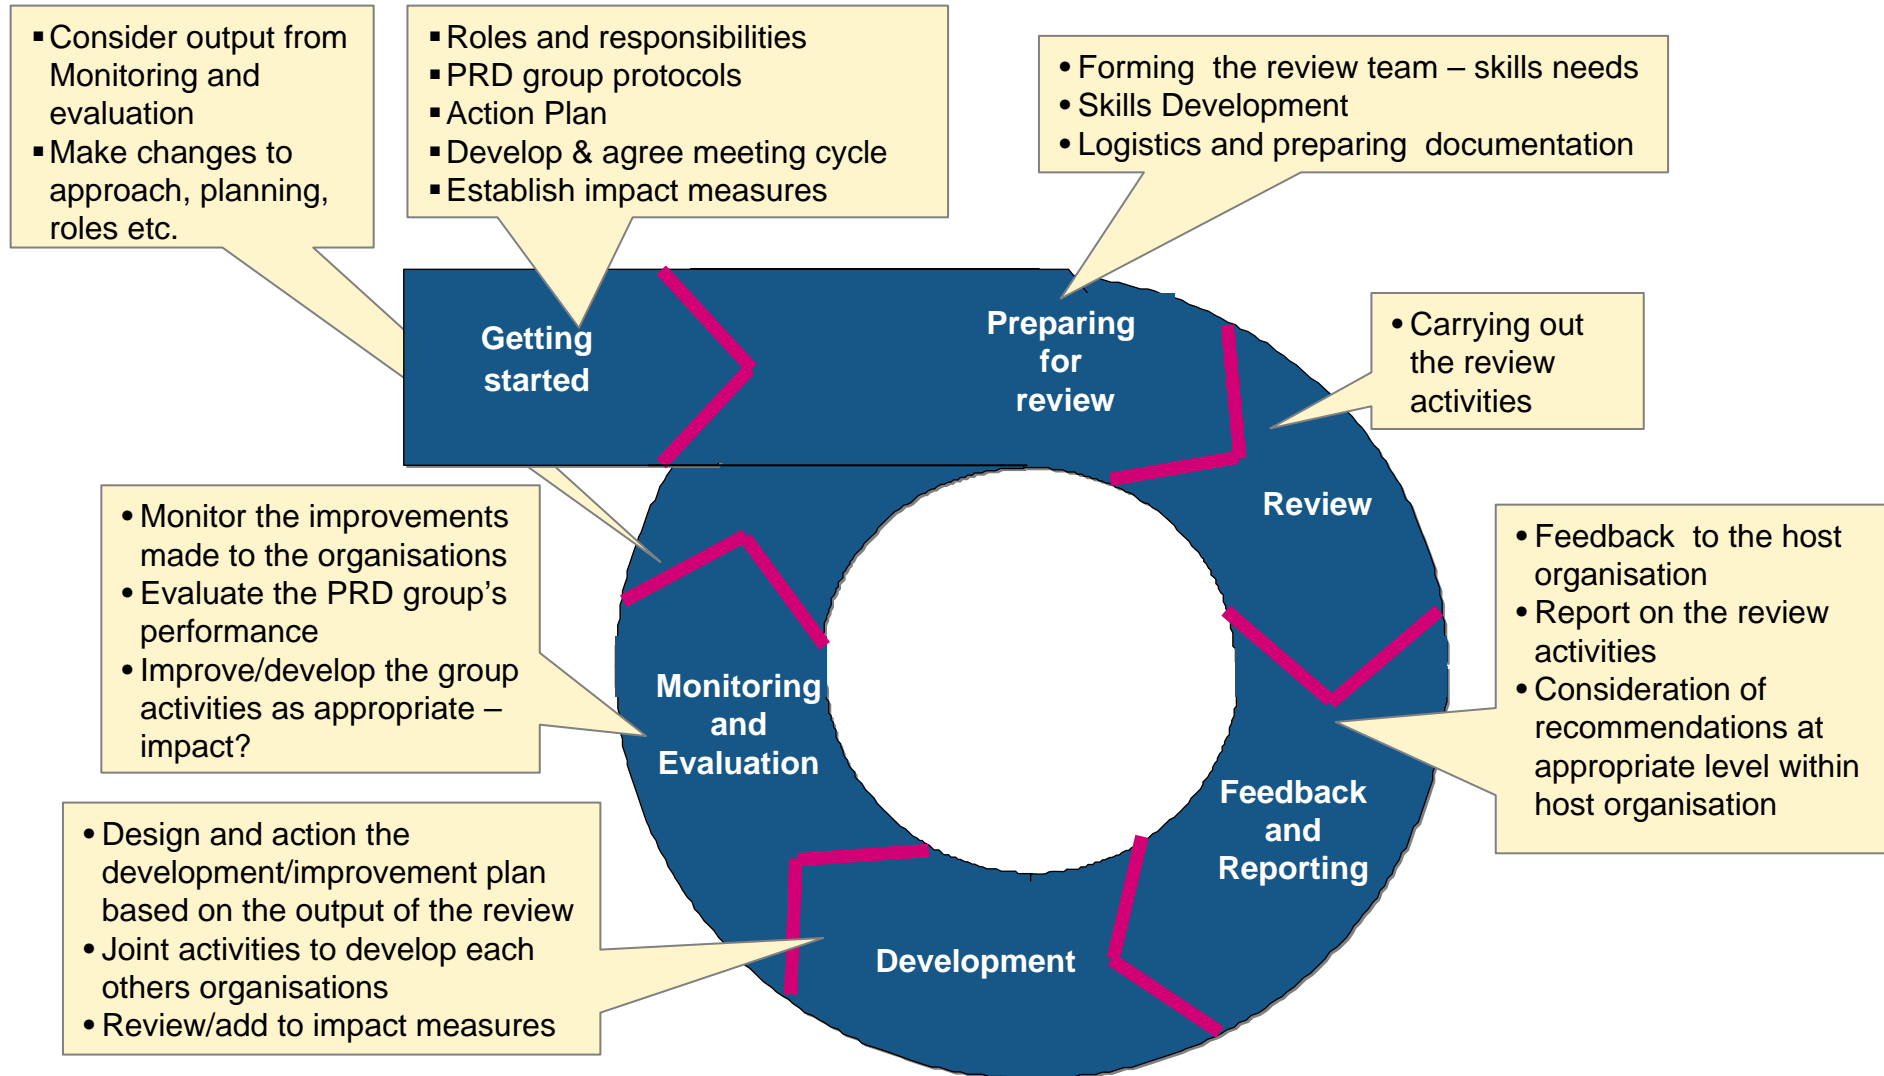 ▪Consider output from
Monitoring and
evaluation
▪Make changes to
approach, planning,
roles etc.
▪Roles and responsibilities
▪PRD group protocols
▪Action Plan
▪Develop & agree meeting cycle
▪Establish impact measures
•Forming the review team – skills needs
•Skills Development
•Logistics and preparing documentation
Getting
started
Preparing
for
review
•Carrying out
the review
activities
Review
•Monitor the improvements
made to the organisations
•Evaluate the PRD group’s
performance
•Improve/develop the group
activities as appropriate –
impact?
•Feedback to the host
organisation
•Report on the review
activities
•Consideration of
recommendations at
appropriate level within
host organisation
Monitoring
and
Evaluation
Feedback
and
Reporting
•Design and action the
development/improvement plan
based on the output of the review
•Joint activities to develop each
others organisations
•Review/add to impact measures
Development